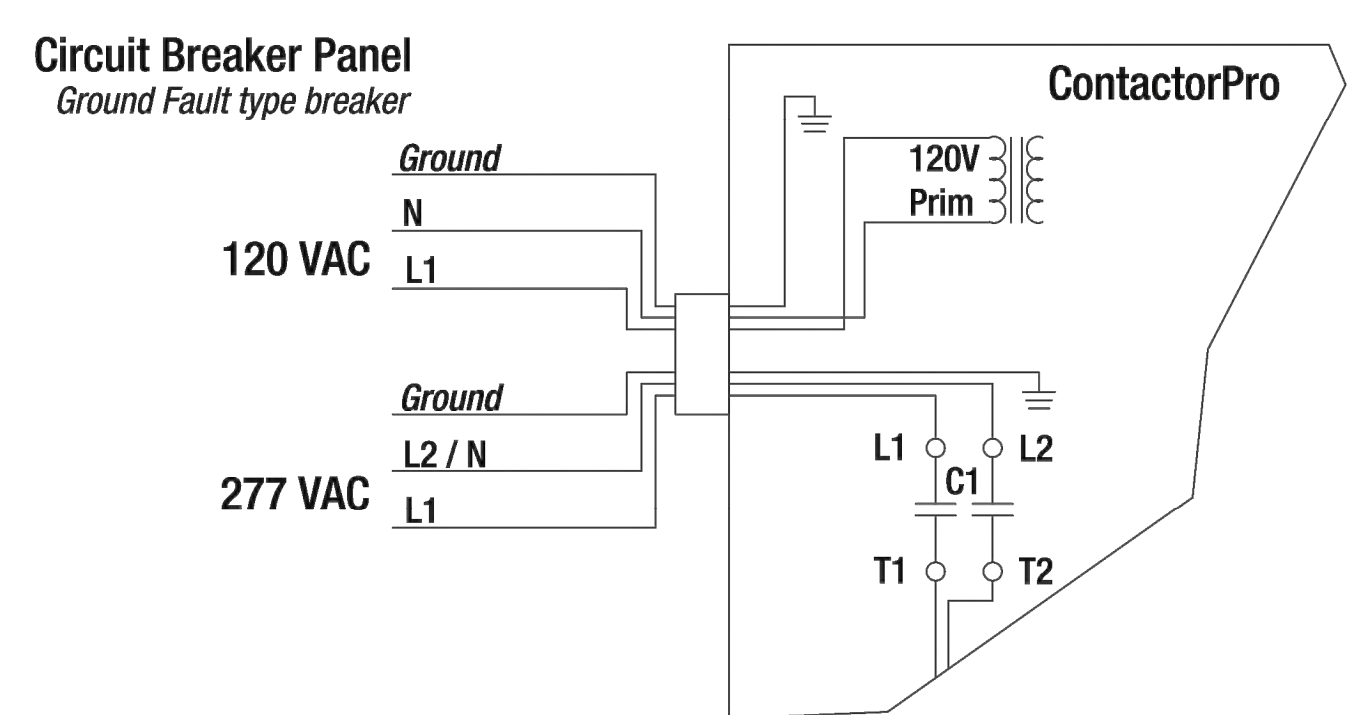 Circuit Breaker Panel
Ground Fault type breaker
ContactorPro
Ground
N
120 VAC
L1
120V
Prim
Ground
L2 / N
277 VAC
L1
L1
L2
C1
T1
T2